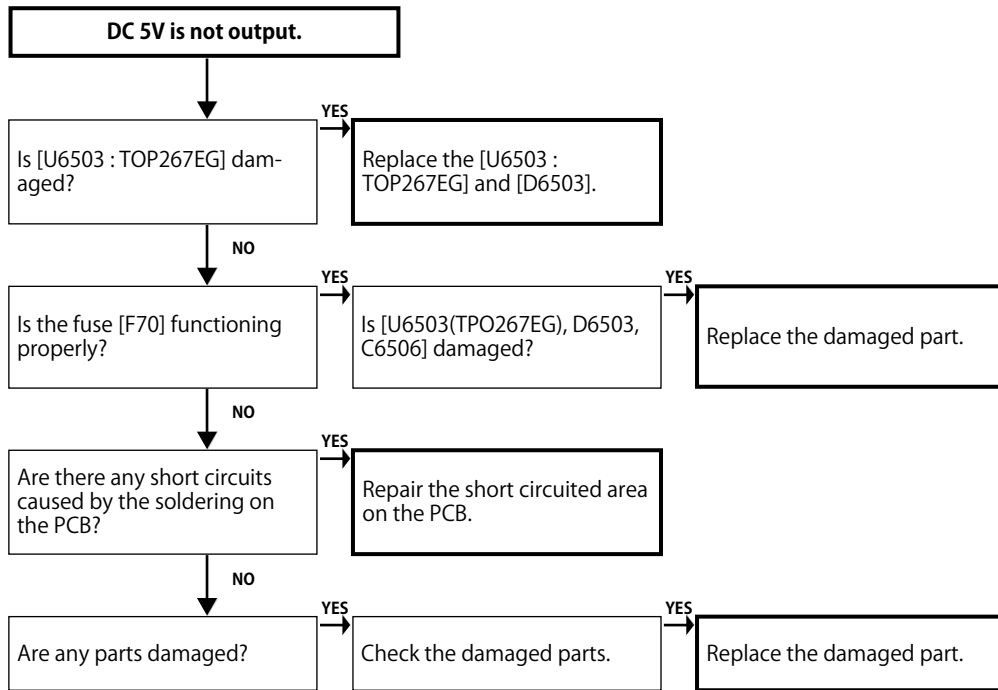 DC 5V is not output.
YES
Is [U6503 : TOP267EG] dam-
aged?
Replace the [U6503 :
TOP267EG] and [D6503].
NO
YES
YES
Is the fuse [F70] functioning
properly?
Is [U6503(TPO267EG), D6503,
C6506] damaged?
Replace the damaged part.
NO
YES
Are there any short circuits
caused by the soldering on
the PCB?
Repair the short circuited area
on the PCB.
NO
YES
YES
Are any parts damaged?
Check the damaged parts.
Replace the damaged part.